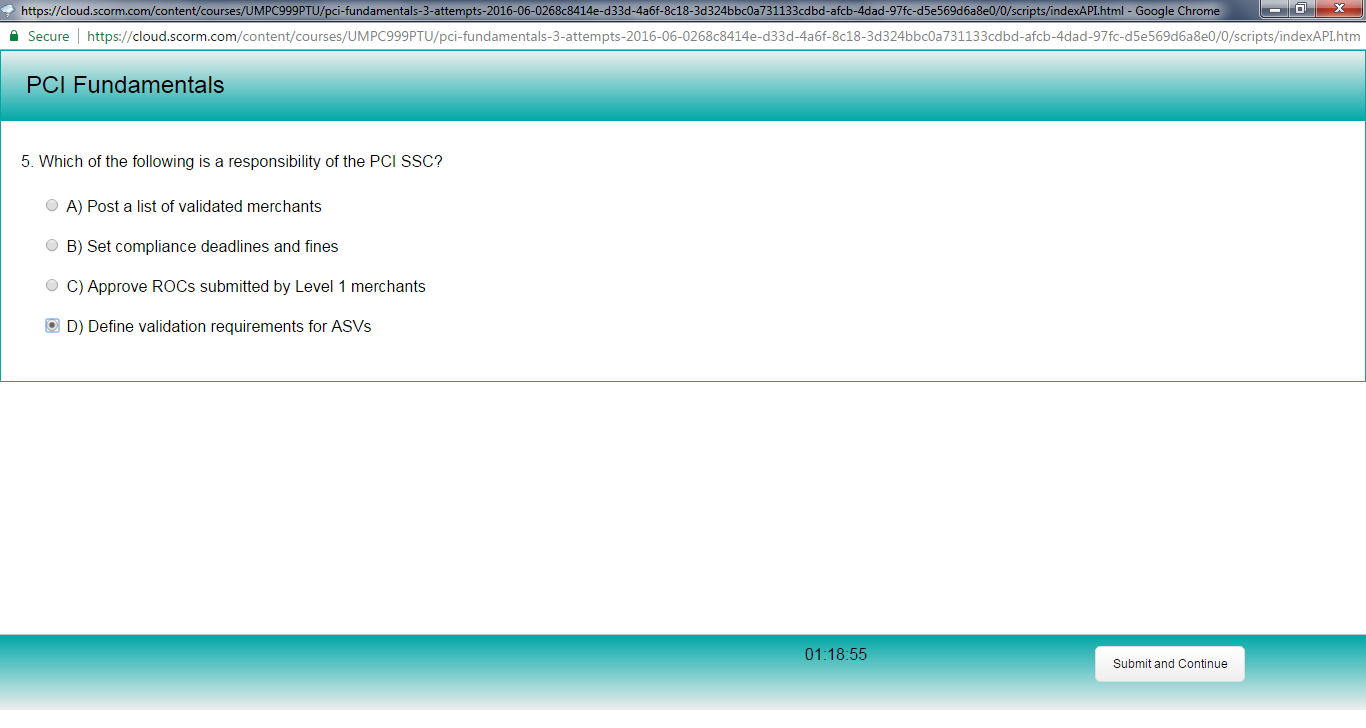 https://cloud.scorm.com/content/courses/UMPC999PTU/pci-fundamentals-3-attempts-2016-06-0268c8414e-d33d-4a6f-8c18-3d324bbc0a731133cdbd-afcb-4dad-97fc-d5e569d6a8e0/0/scripts/indexAPI.html - Google Chrome
Secure https://cloud.scorm.com/content/courses/UMPC999PTU/pci-fundamentals-3-attempts-2016-06-0268c8414e-d33d-4a6f-8c18-3d324bbc0a731133cdbd-afcb-4dad-97fc-d5e569d6a8e0/0/scripts/indexAPI.htm
PCI Fundamentals
5. Which of the following is a responsibility of the PCI SSC?
A) Post a list of validated merchants
B) Set compliance deadlines and fines
C) Approve ROCs submitted by Level 1 merchants
D) Define validation requirements for ASVs
01:18:55
Submit and Continue